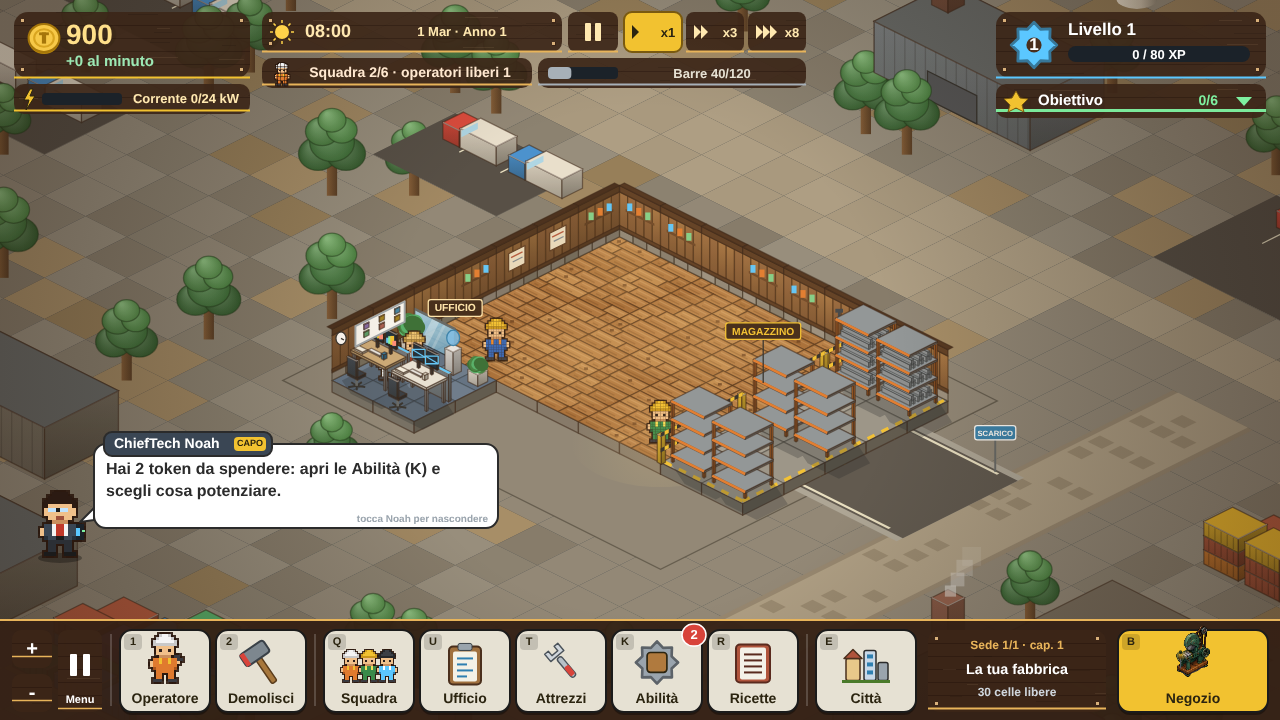 900
+0 al minuto
Corrente 0/24 kW
08:00
1 Mar · Anno 1
x1
x3
x8
Squadra 2/6 · operatori liberi 1
Barre 40/120
1
Livello 1
0 / 80 XP
Obiettivo
0/6
UFFICIO
MAGAZZINO
SCARICO
ChiefTech Noah
CAPO
Hai 2 token da spendere: apri le Abilità (K) e
scegli cosa potenziare.
tocca Noah per nascondere
+
-
Menu
1
Operatore
2
Demolisci
Q
Squadra
U
Ufficio
T
Attrezzi
K
2
Abilità
R
Ricette
E
Città
Sede 1/1 · cap. 1
La tua fabbrica
30 celle libere
B
Negozio